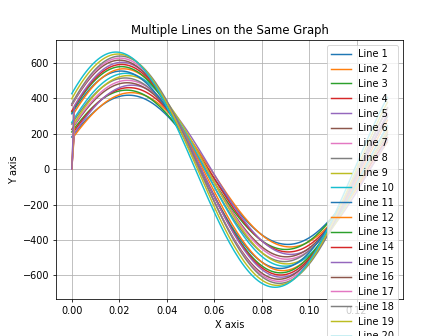 Multiple Lines on the Same Graph
Y axis
600
400
200
0
−200
−400
−600
0.00
0.02
0.04
0.06
0.08
0.10
X axis
Line 1
Line 2
Line 3
Line 4
Line 5
Line 6
Line 7
Line 8
Line 9
Line 10
Line 11
Line 12
Line 13
Line 14
Line 15
Line 16
Line 17
Line 18
Line 19
Line 20